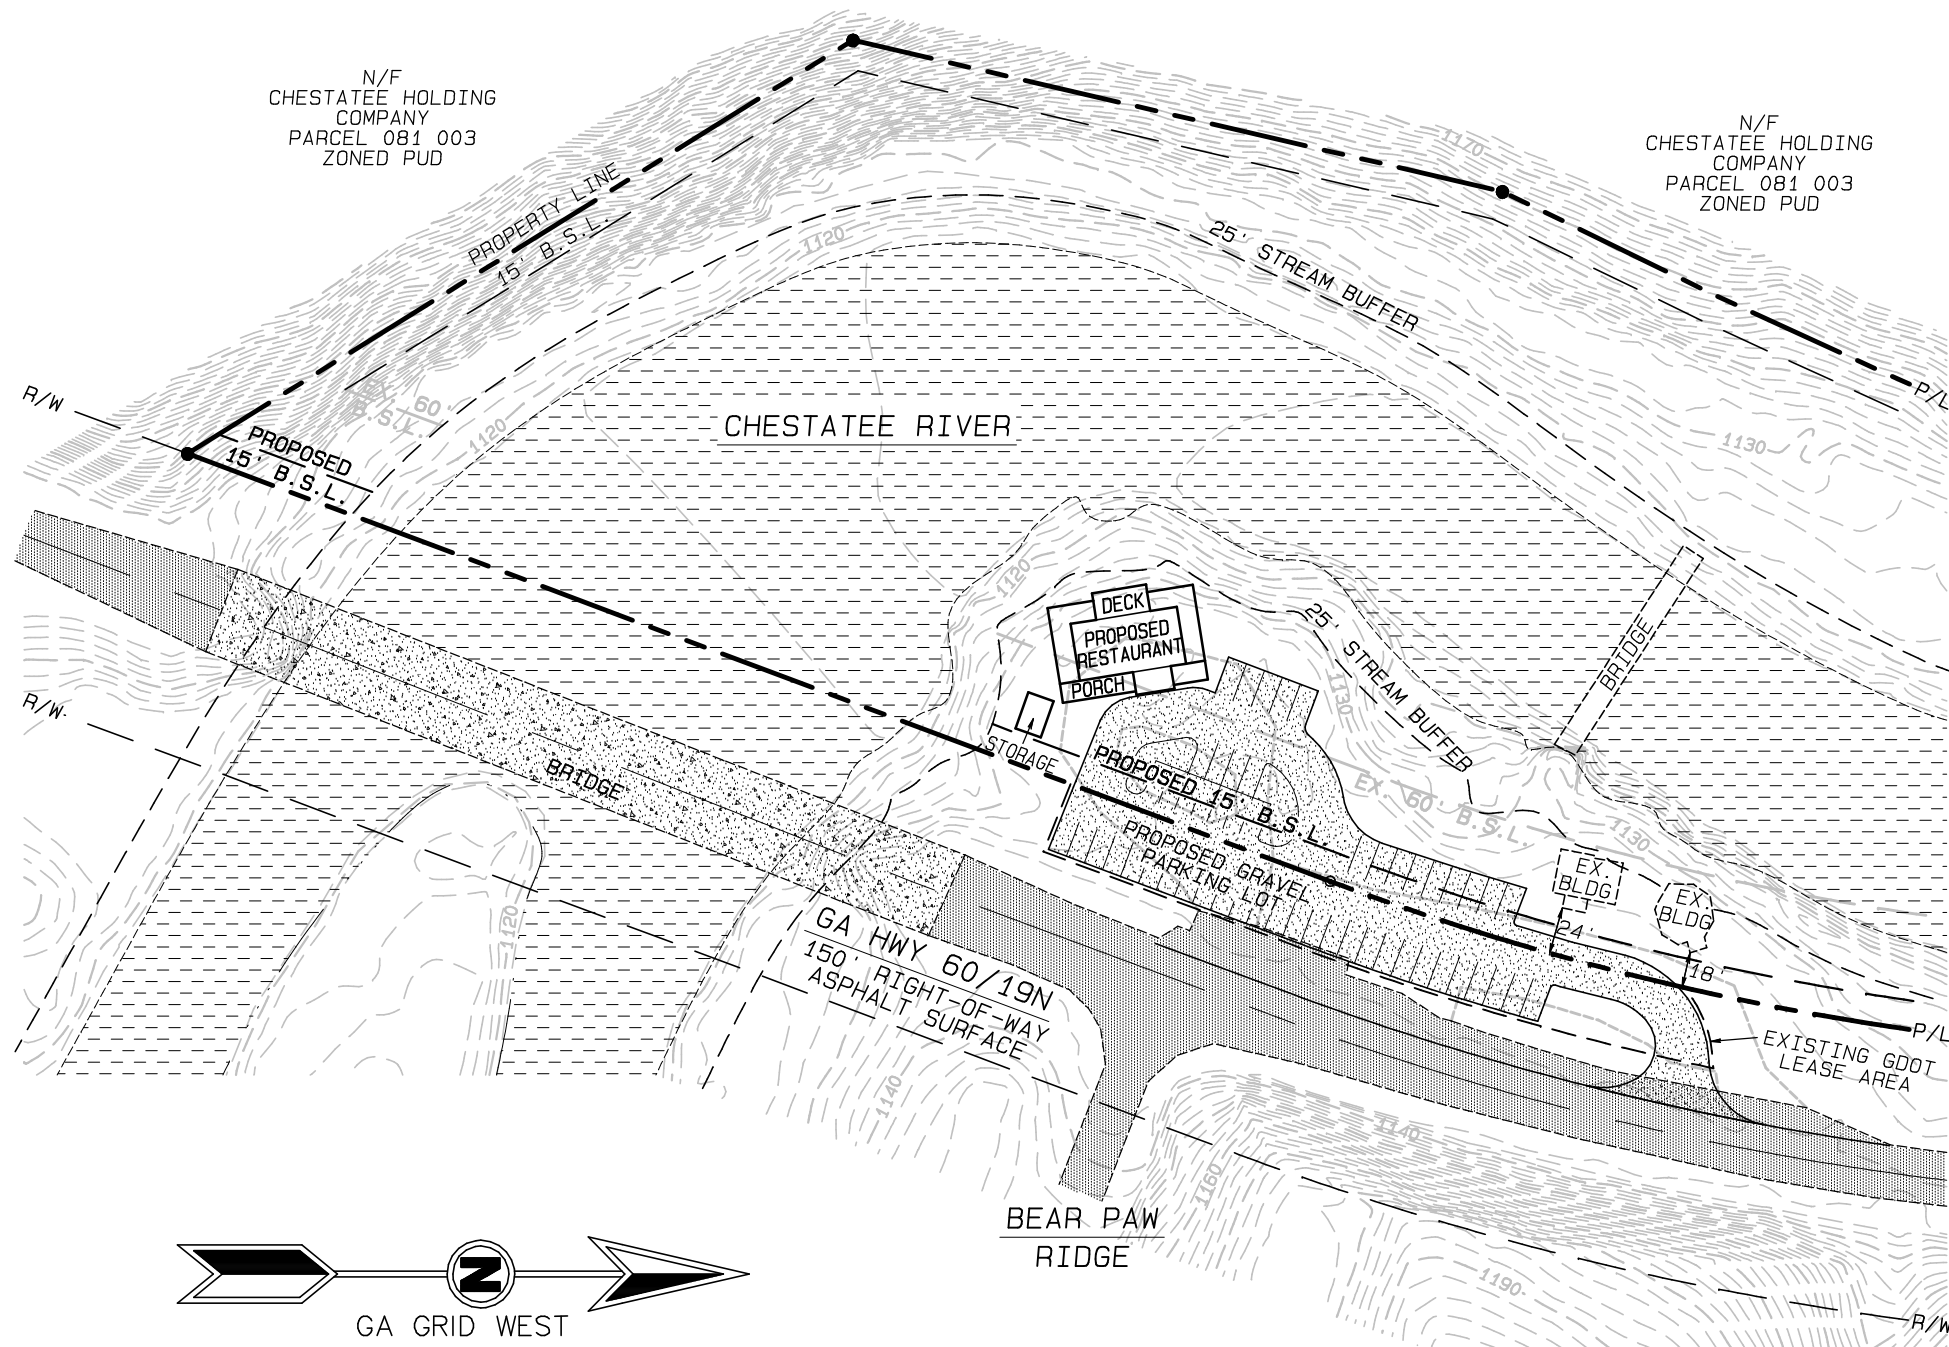 N/F
CHESTATEE HOLDING
COMPANY
PARCEL 081 003
ZONED PUD
N/F
CHESTATEE HOLDING
COMPANY
PARCEL 081 003
ZONED PUD
1170
PROPERTY LINE
15' B.S.L.
1120
25' STREAM BUFFER
R/W
EX. 60'
B.S.L.
1120
P/L
CHESTATEE RIVER
1130
PROPOSED
15' B.S.L.
1120
DECK
PROPOSED
RESTAURANT
PORCH
25' STREAM BUFFER
BRIDGE
1130
R/W
STORAGE
BRIDGE
PROPOSED 15' B.S.L.
EX. 60' B.S.L.
1130
PROPOSED GRAVEL
PARKING LOT
EX.
BLDG
EX.
BLDG
1120
24'
18'
GA HWY 60/19N
150' RIGHT-OF-WAY
ASPHALT SURFACE
P/L
EXISTING GDOT
LEASE AREA
1140
1140
1160
BEAR PAW
RIDGE
1190
N
GA GRID WEST
R/W